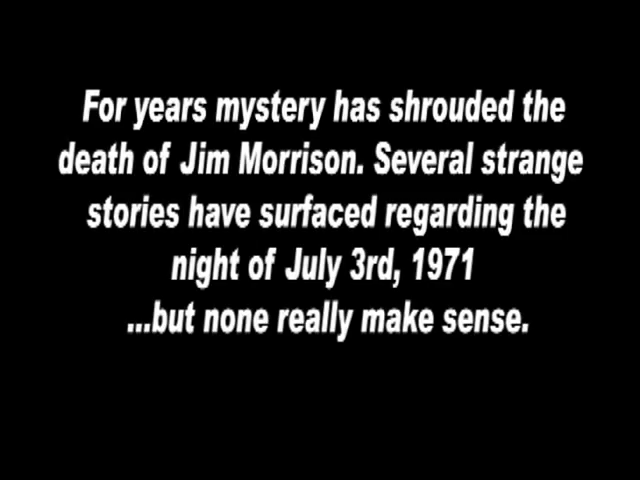 For years mystery has shrouded the
death of Jim Morrison. Several strange
stories have surfaced regarding the
night of July 3rd, 1971
...but none really make sense.